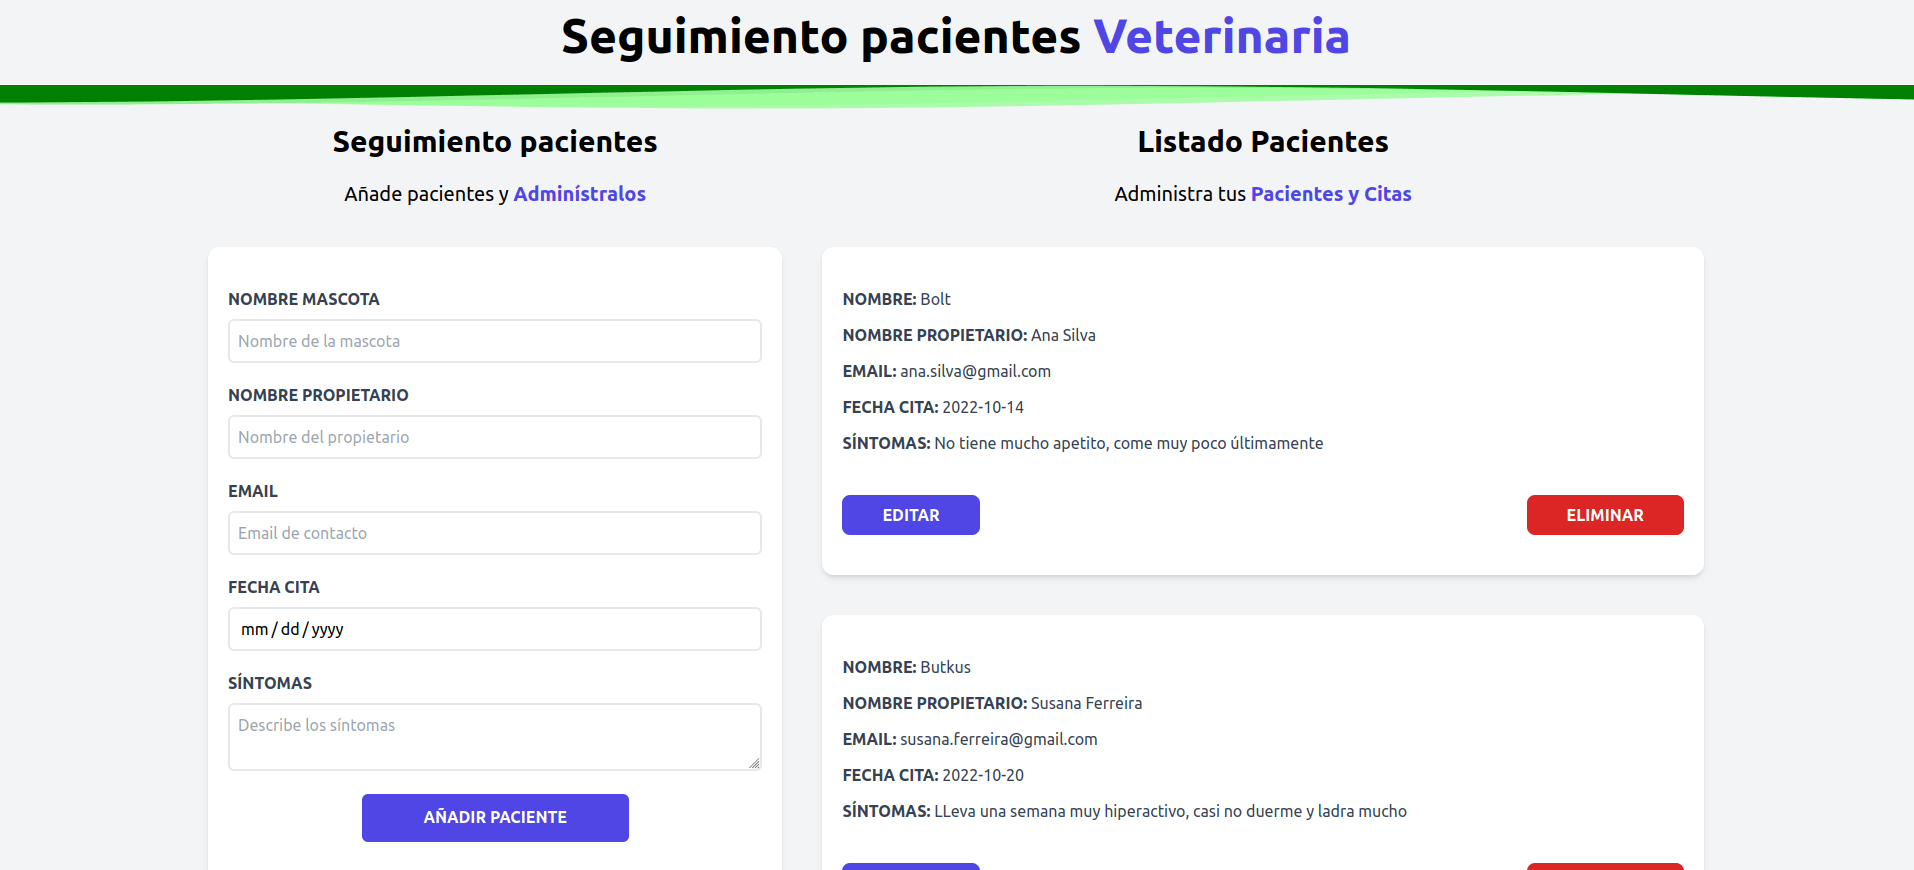 Seguimiento pacientes Veterinaria
Seguimiento pacientes
Añade pacientes y Adminístralos
NOMBRE MASCOTA
Nombre de la mascota
NOMBRE PROPIETARIO
Nombre del propietario
EMAIL
Email de contacto
FECHA CITA
mm/dd/yyyy
SÍNTOMAS
Describe los síntomas
AÑADIR PACIENTE
Listado Pacientes
Administra tus Pacientes y Citas
NOMBRE: Bolt
NOMBRE PROPIETARIO: Ana Silva
EMAIL: ana.silva@gmail.com
FECHA CITA: 2022-10-14
SÍNTOMAS: No tiene mucho apetito, come muy poco últimamente
EDITAR
ELIMINAR
NOMBRE: Butkus
NOMBRE PROPIETARIO: Susana Ferreira
EMAIL: susana.ferreira@gmail.com
FECHA CITA: 2022-10-20
SÍNTOMAS: LLeva una semana muy hiperactivo, casi no duerme y ladra mucho